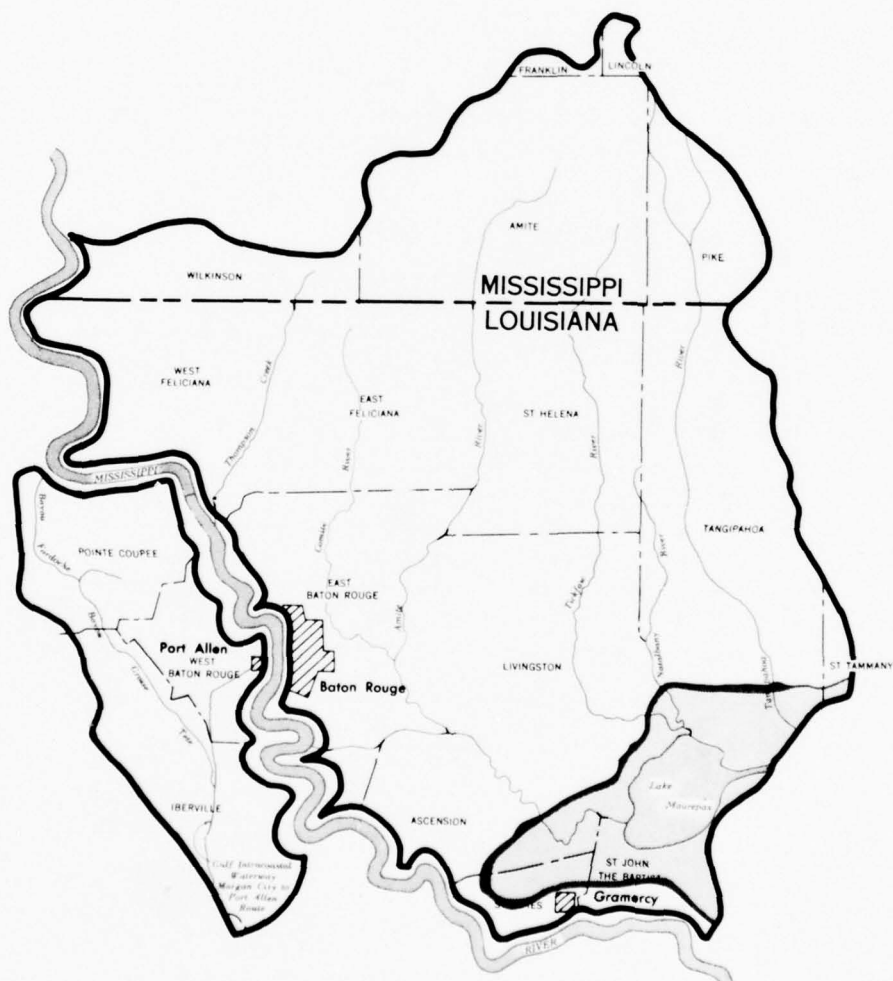 FRANKLIN
LINCOLN
AMITE
PIKE
WILKINSON
MISSISSIPPI
LOUISIANA
WEST
FELICIANA
Thompson Creek
EAST
FELICIANA
River
River
ST HELENA
River
River
MISSISSIPPI
Bayou
Fordoche
POINTE COUPEE
Comite
TANGIPAHOA
River
EAST
BATON ROUGE
Amite
Tickfaw
Port Allen
WEST
BATON ROUGE
Bayou
Grosse
Tete
Baton Rouge
LIVINGSTON
Natalbany
Tangipahoa
ST TAMMANY
IBERVILLE
ASCENSION
Lake
Maurepas
Gulf Intracoastal
Waterway
Morgan City to
Port Allen
Route
ST JOHN
THE BAPTIST
Gramercy
RIVER